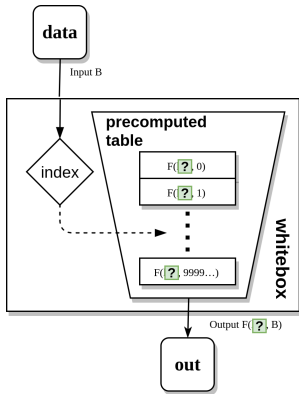 data
Input B
precomputed
table
F(?, 0)
index
F(?, 1)
F(?, 9999...)
whitebox
Output F(?, B)
out